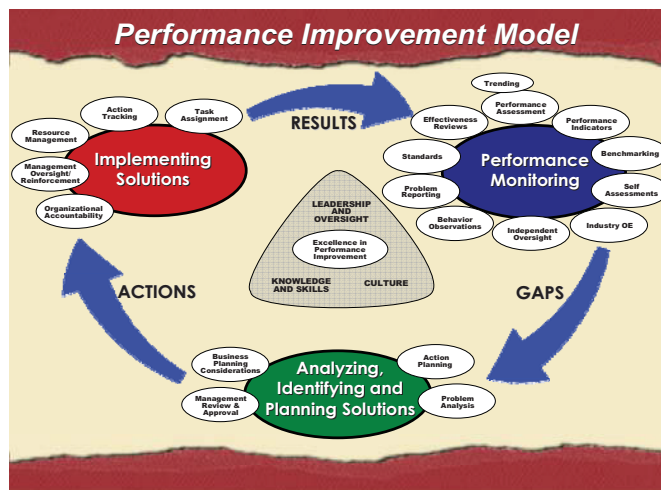 Performance Improvement Model
Trending
Action
Tracking
Task
Assignment
Performance
Assessment
RESULTS
Effectiveness
Reviews
Performance
Indicators
Resource
Management
Implementing
Solutions
Management
Oversight/
Reinforcement
Organizational
Accountability
Standards
Performance
Monitoring
Benchmarking
Problem
Reporting
Self
Assessments
Behavior
Observations
Independent
Oversight
Industry OE
LEADERSHIP
AND
OVERSIGHT
Excellence in
Performance
Improvement
KNOWLEDGE
AND SKILLS
CULTURE
ACTIONS
GAPS
Business
Planning
Considerations
Management
Review &
Approval
Analyzing,
Identifying and
Planning Solutions
Action
Planning
Problem
Analysis